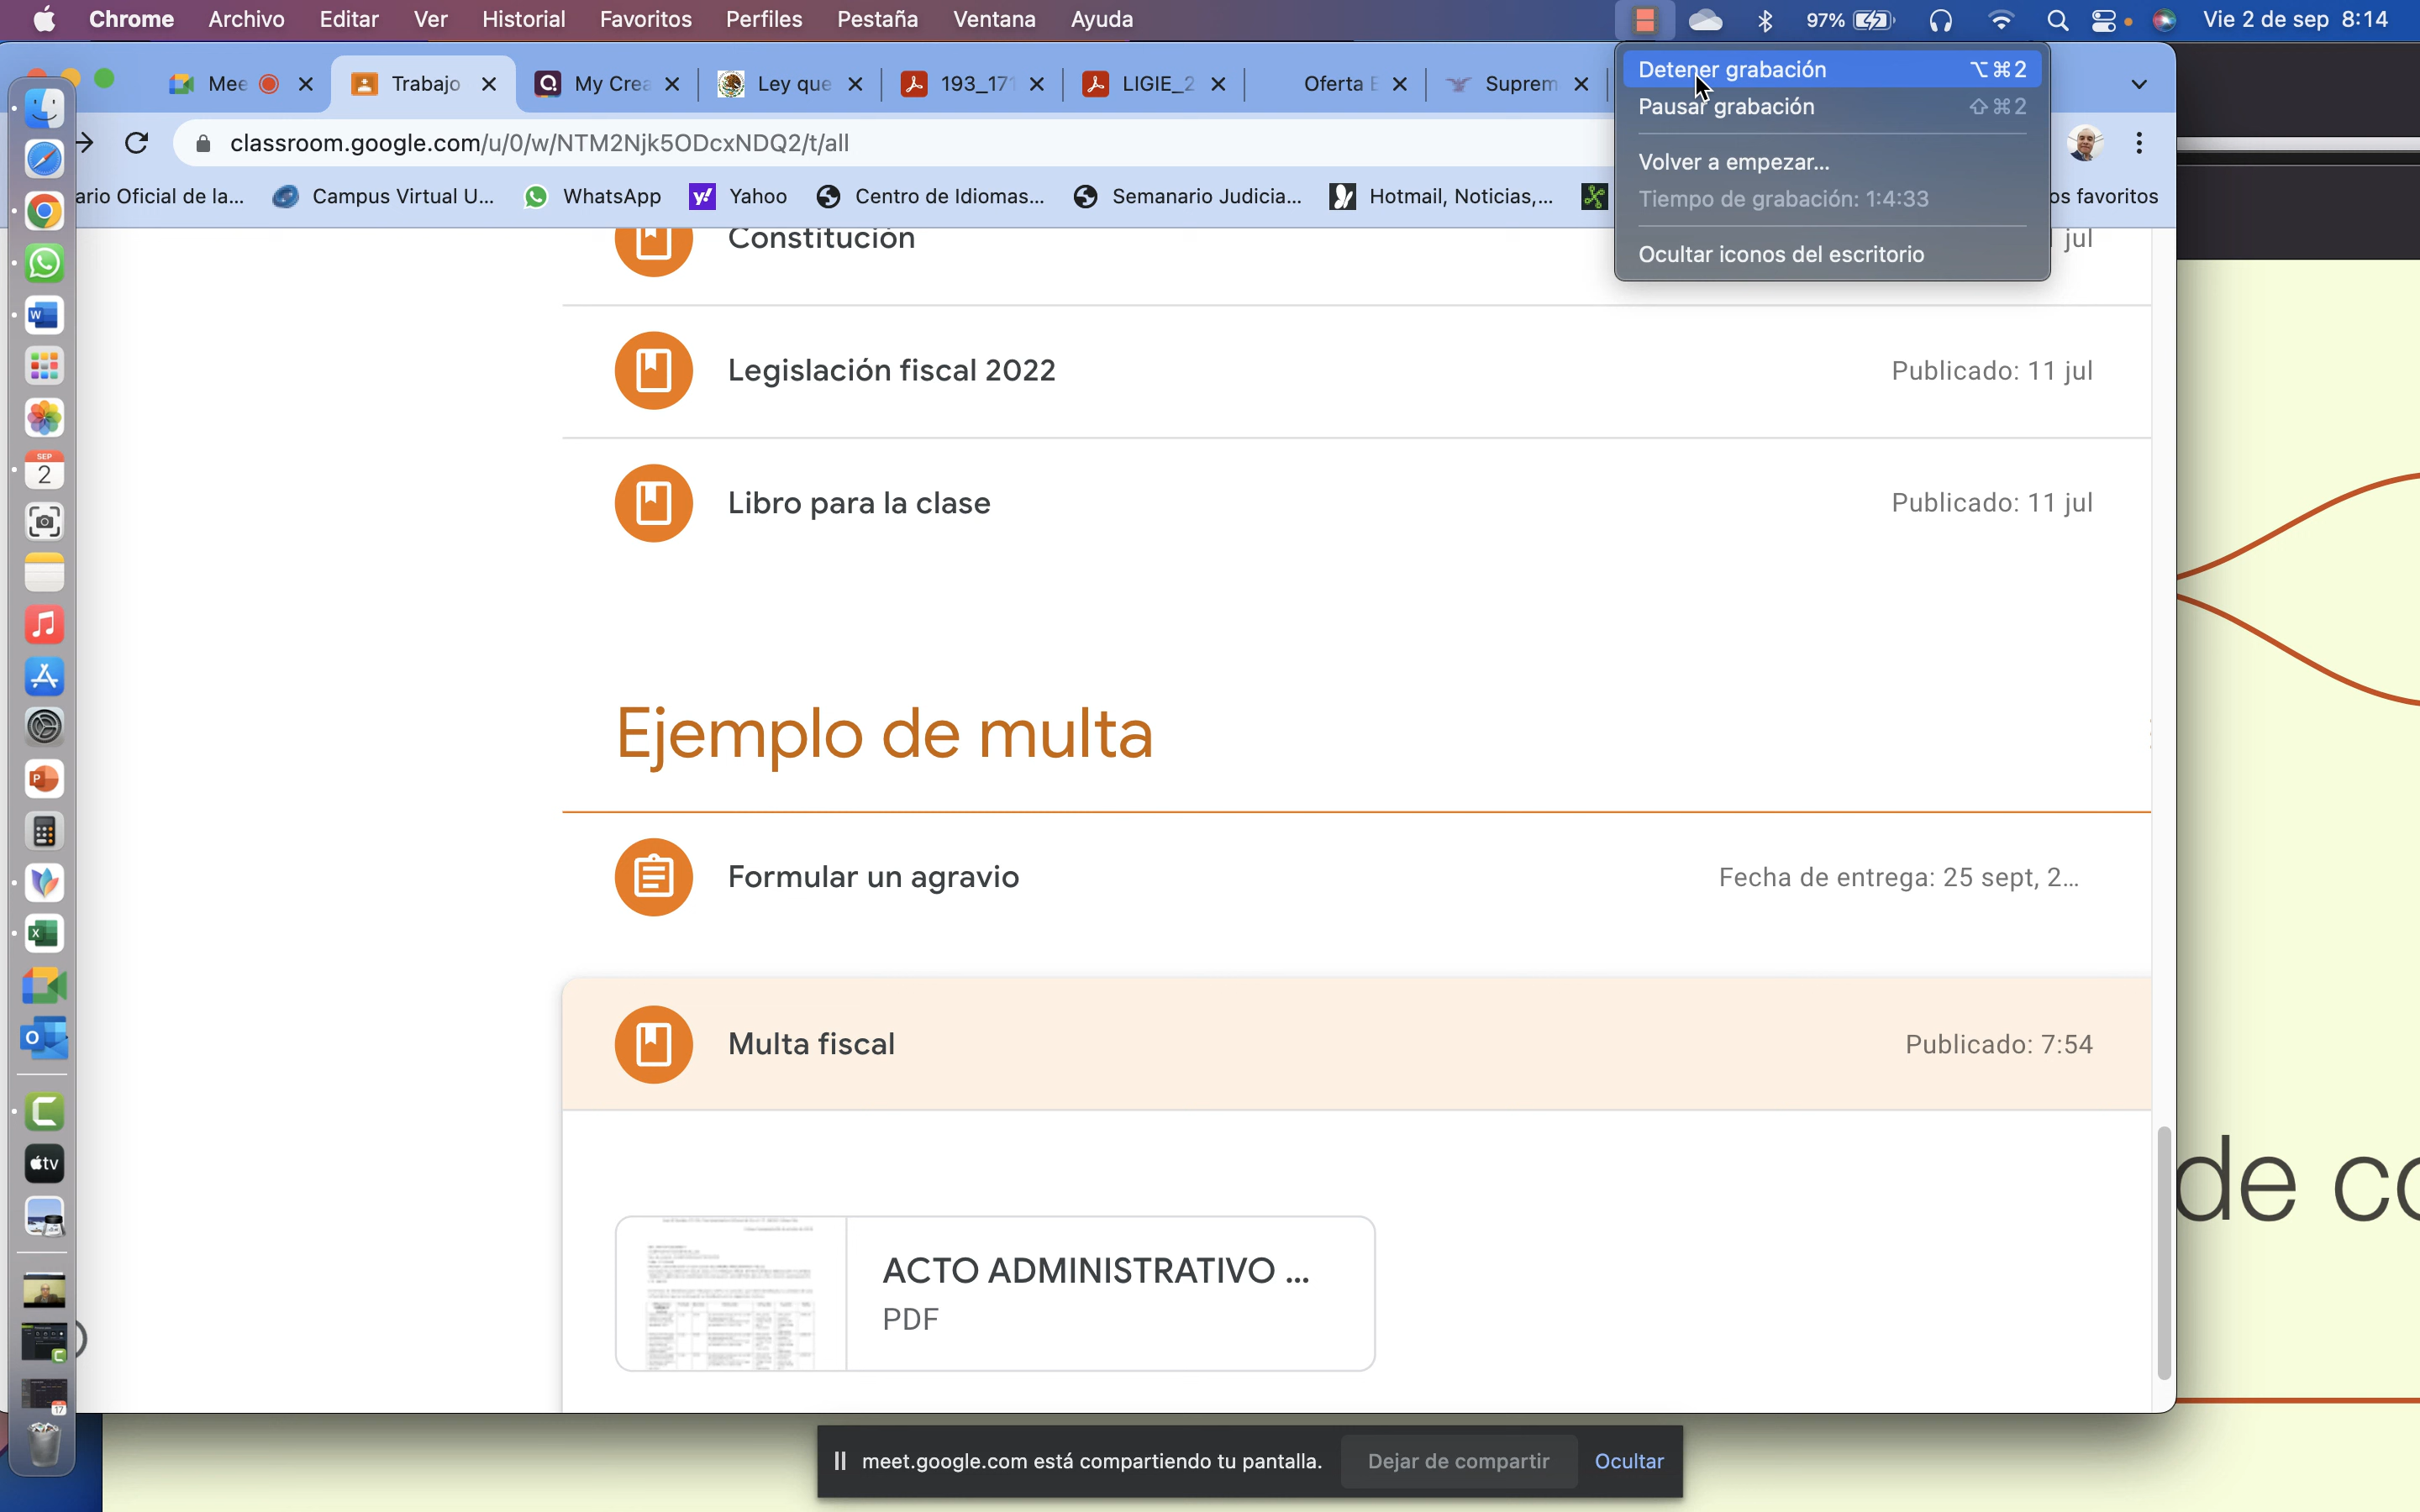 Chrome Archivo Editar Ver Historial Favoritos Perfiles Pestaña Ventana Ayuda 97% Vie 2 de sep 8:14
Mee Trabajo My Crea Ley que 193_171 LIGIE_2 Oferta E Suprem
Detener grabación ⌥⌘2
Pausar grabación ⇧⌘2
Volver a empezar...
Tiempo de grabación: 1:4:33
Ocultar iconos del escritorio
classroom.google.com/u/0/w/NTM2Njk5ODcxNDQ2/t/all
ario Oficial de la... Campus Virtual U... WhatsApp Yahoo Centro de Idiomas... Semanario Judicia... Hotmail, Noticias,... os favoritos
Constitución jul
Legislación fiscal 2022 Publicado: 11 jul
Libro para la clase Publicado: 11 jul
Ejemplo de multa
Formular un agravio Fecha de entrega: 25 sept, 2...
Multa fiscal Publicado: 7:54
ACTO ADMINISTRATIVO ...
PDF
de co
SEP
2
tv
17
meet.google.com está compartiendo tu pantalla. Dejar de compartir Ocultar